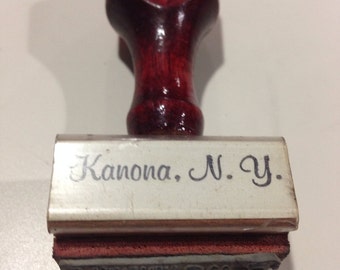 Kanona, N. Y.